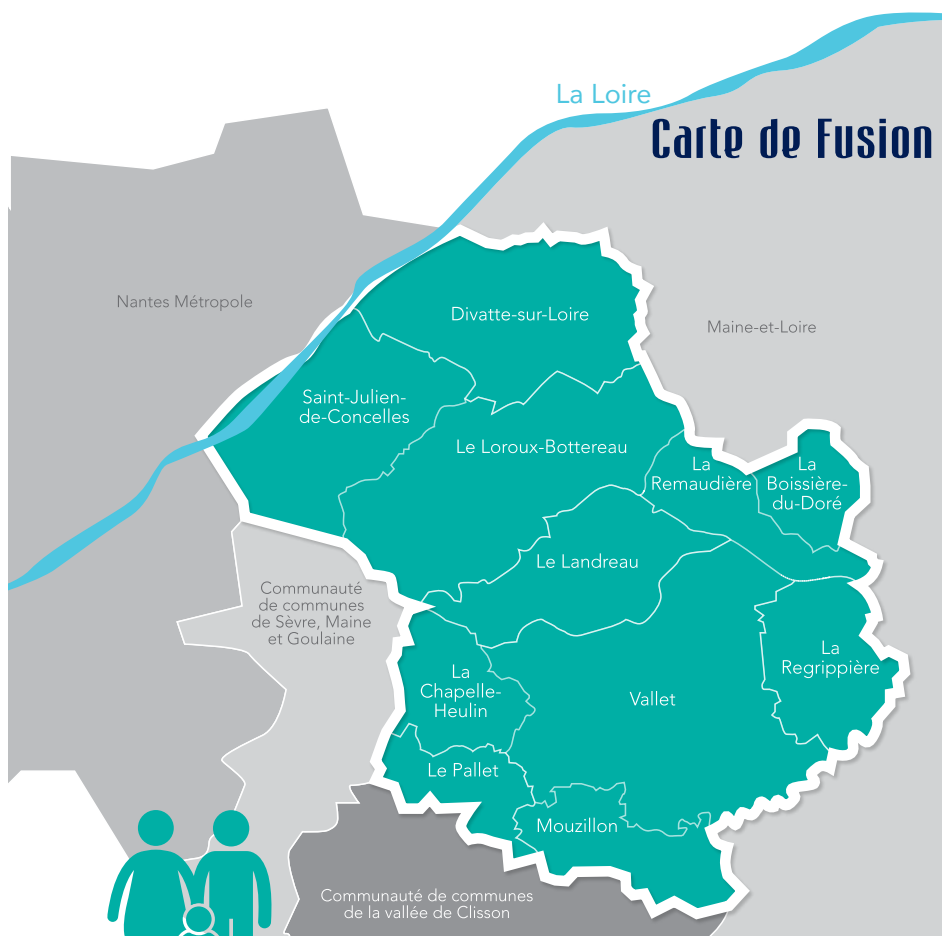 La Loire
Carte de Fusion
Nantes Métropole
Divatte-sur-Loire
Maine-et-Loire
Saint-Julien-
de-Concelles
Le Loroux-Bottereau
La
Remaudière
La
Boissière-
du-Doré
Le Landreau
Communauté
de communes
de Sèvre, Maine
et Goulaine
La
Regrippière
La
Chapelle-
Heulin
Vallet
Le Pallet
Mouzillon
Communauté de communes
de la vallée de Clisson